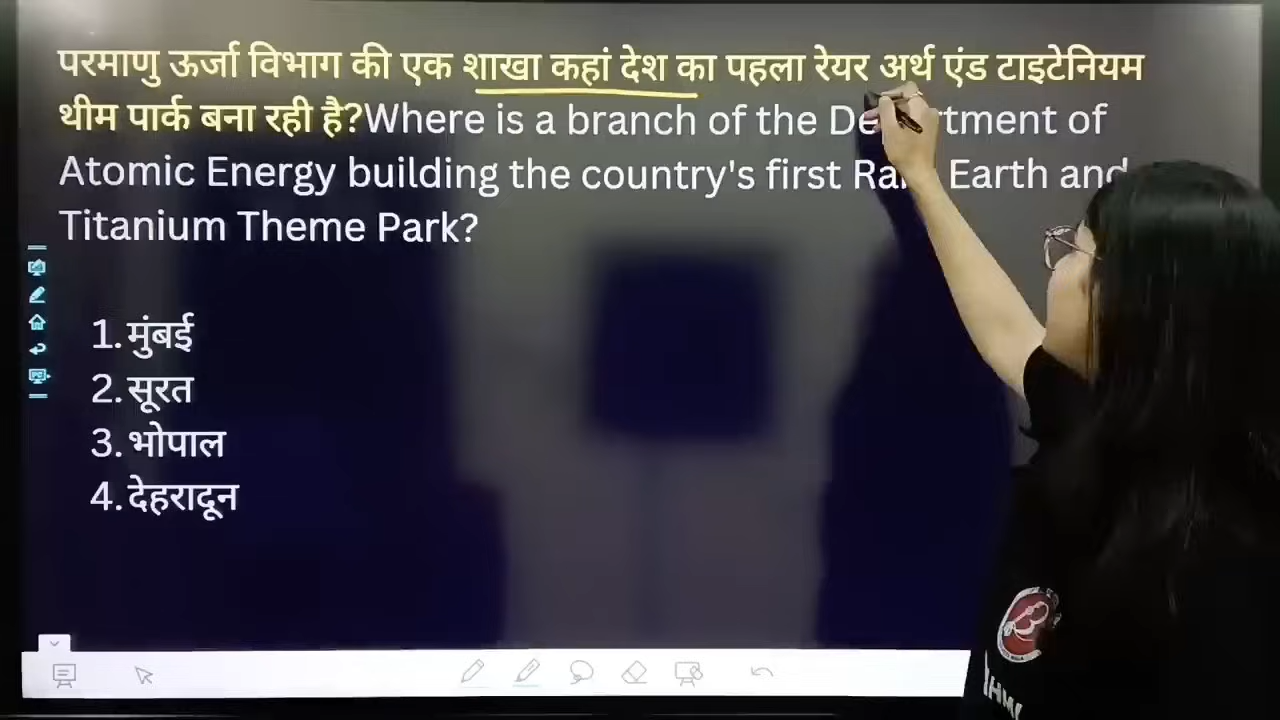 परमाणु ऊर्जा विभाग की एक शाखा कहां देश का पहला रेयर अर्थ एंड टाइटेनियम
थीम पार्क बना रही है?Where is a branch of the of
Atomic Energy building the country's first Earth and
Titanium Theme Park?
1. मुंबई
2. सूरत
3. भोपाल
4. देहरादून